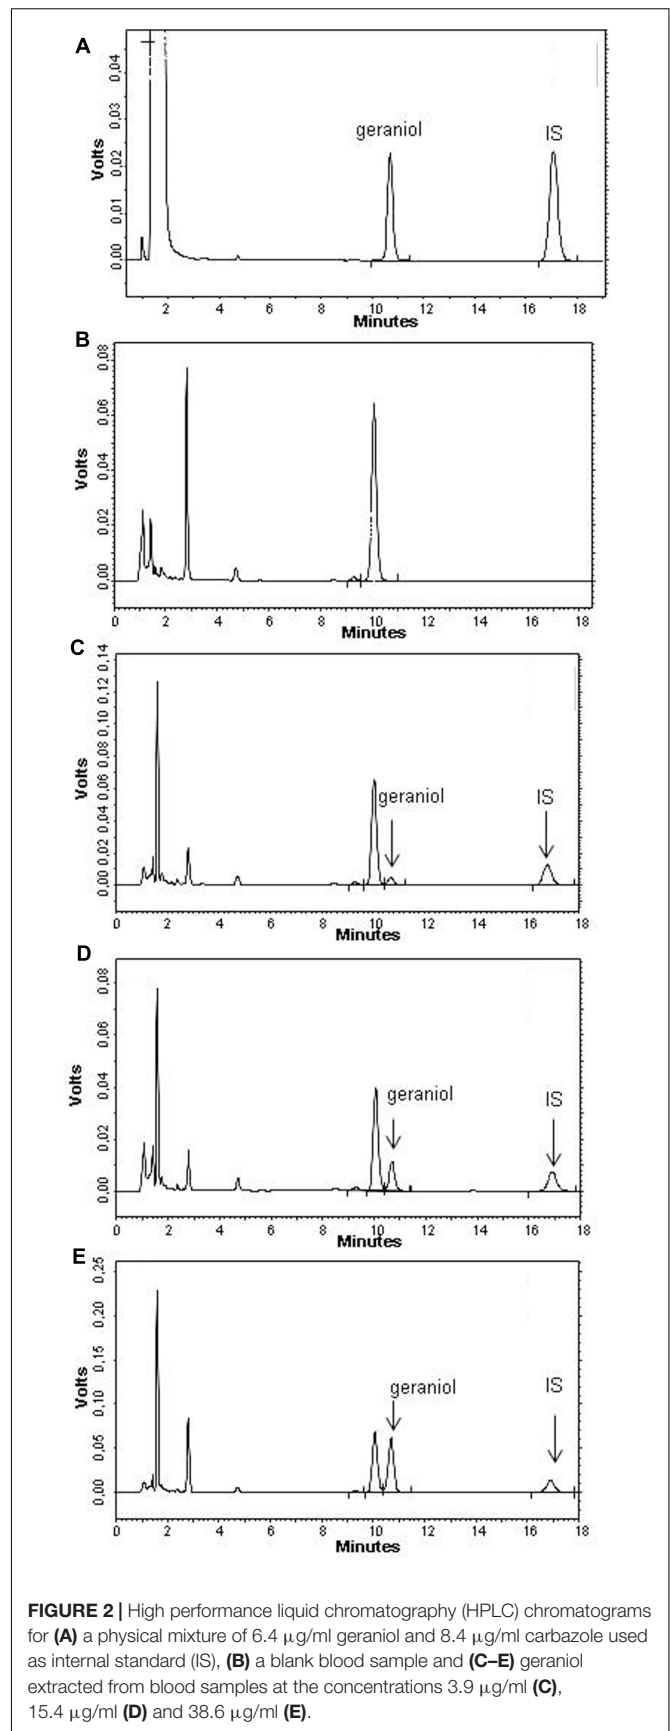 A
0,04
0,03
0,02
0,01
0,00
Volts
geraniol
IS
2 4 6 8 10 12 14 16 18
Minutes
B
0,08
0,06
0,04
0,02
0,00
Volts
0 2 4 6 8 10 12 14 16 18
Minutes
C
0,14
0,12
0,10
0,08
0,06
0,04
0,02
0,00
Volts
geraniol
IS
0 2 4 6 8 10 12 14 16 18
Minutes
D
0,08
0,06
0,04
0,02
0,00
Volts
geraniol
IS
0 2 4 6 8 10 12 14 16 18
Minutes
E
0,25
0,20
0,15
0,10
0,05
0,00
Volts
geraniol
IS
0 2 4 6 8 10 12 14 16 18
Minutes
FIGURE 2 | High performance liquid chromatography (HPLC) chromatograms
for (A) a physical mixture of 6.4 μg/ml geraniol and 8.4 μg/ml carbazole used
as internal standard (IS), (B) a blank blood sample and (C–E) geraniol
extracted from blood samples at the concentrations 3.9 μg/ml (C),
15.4 μg/ml (D) and 38.6 μg/ml (E).